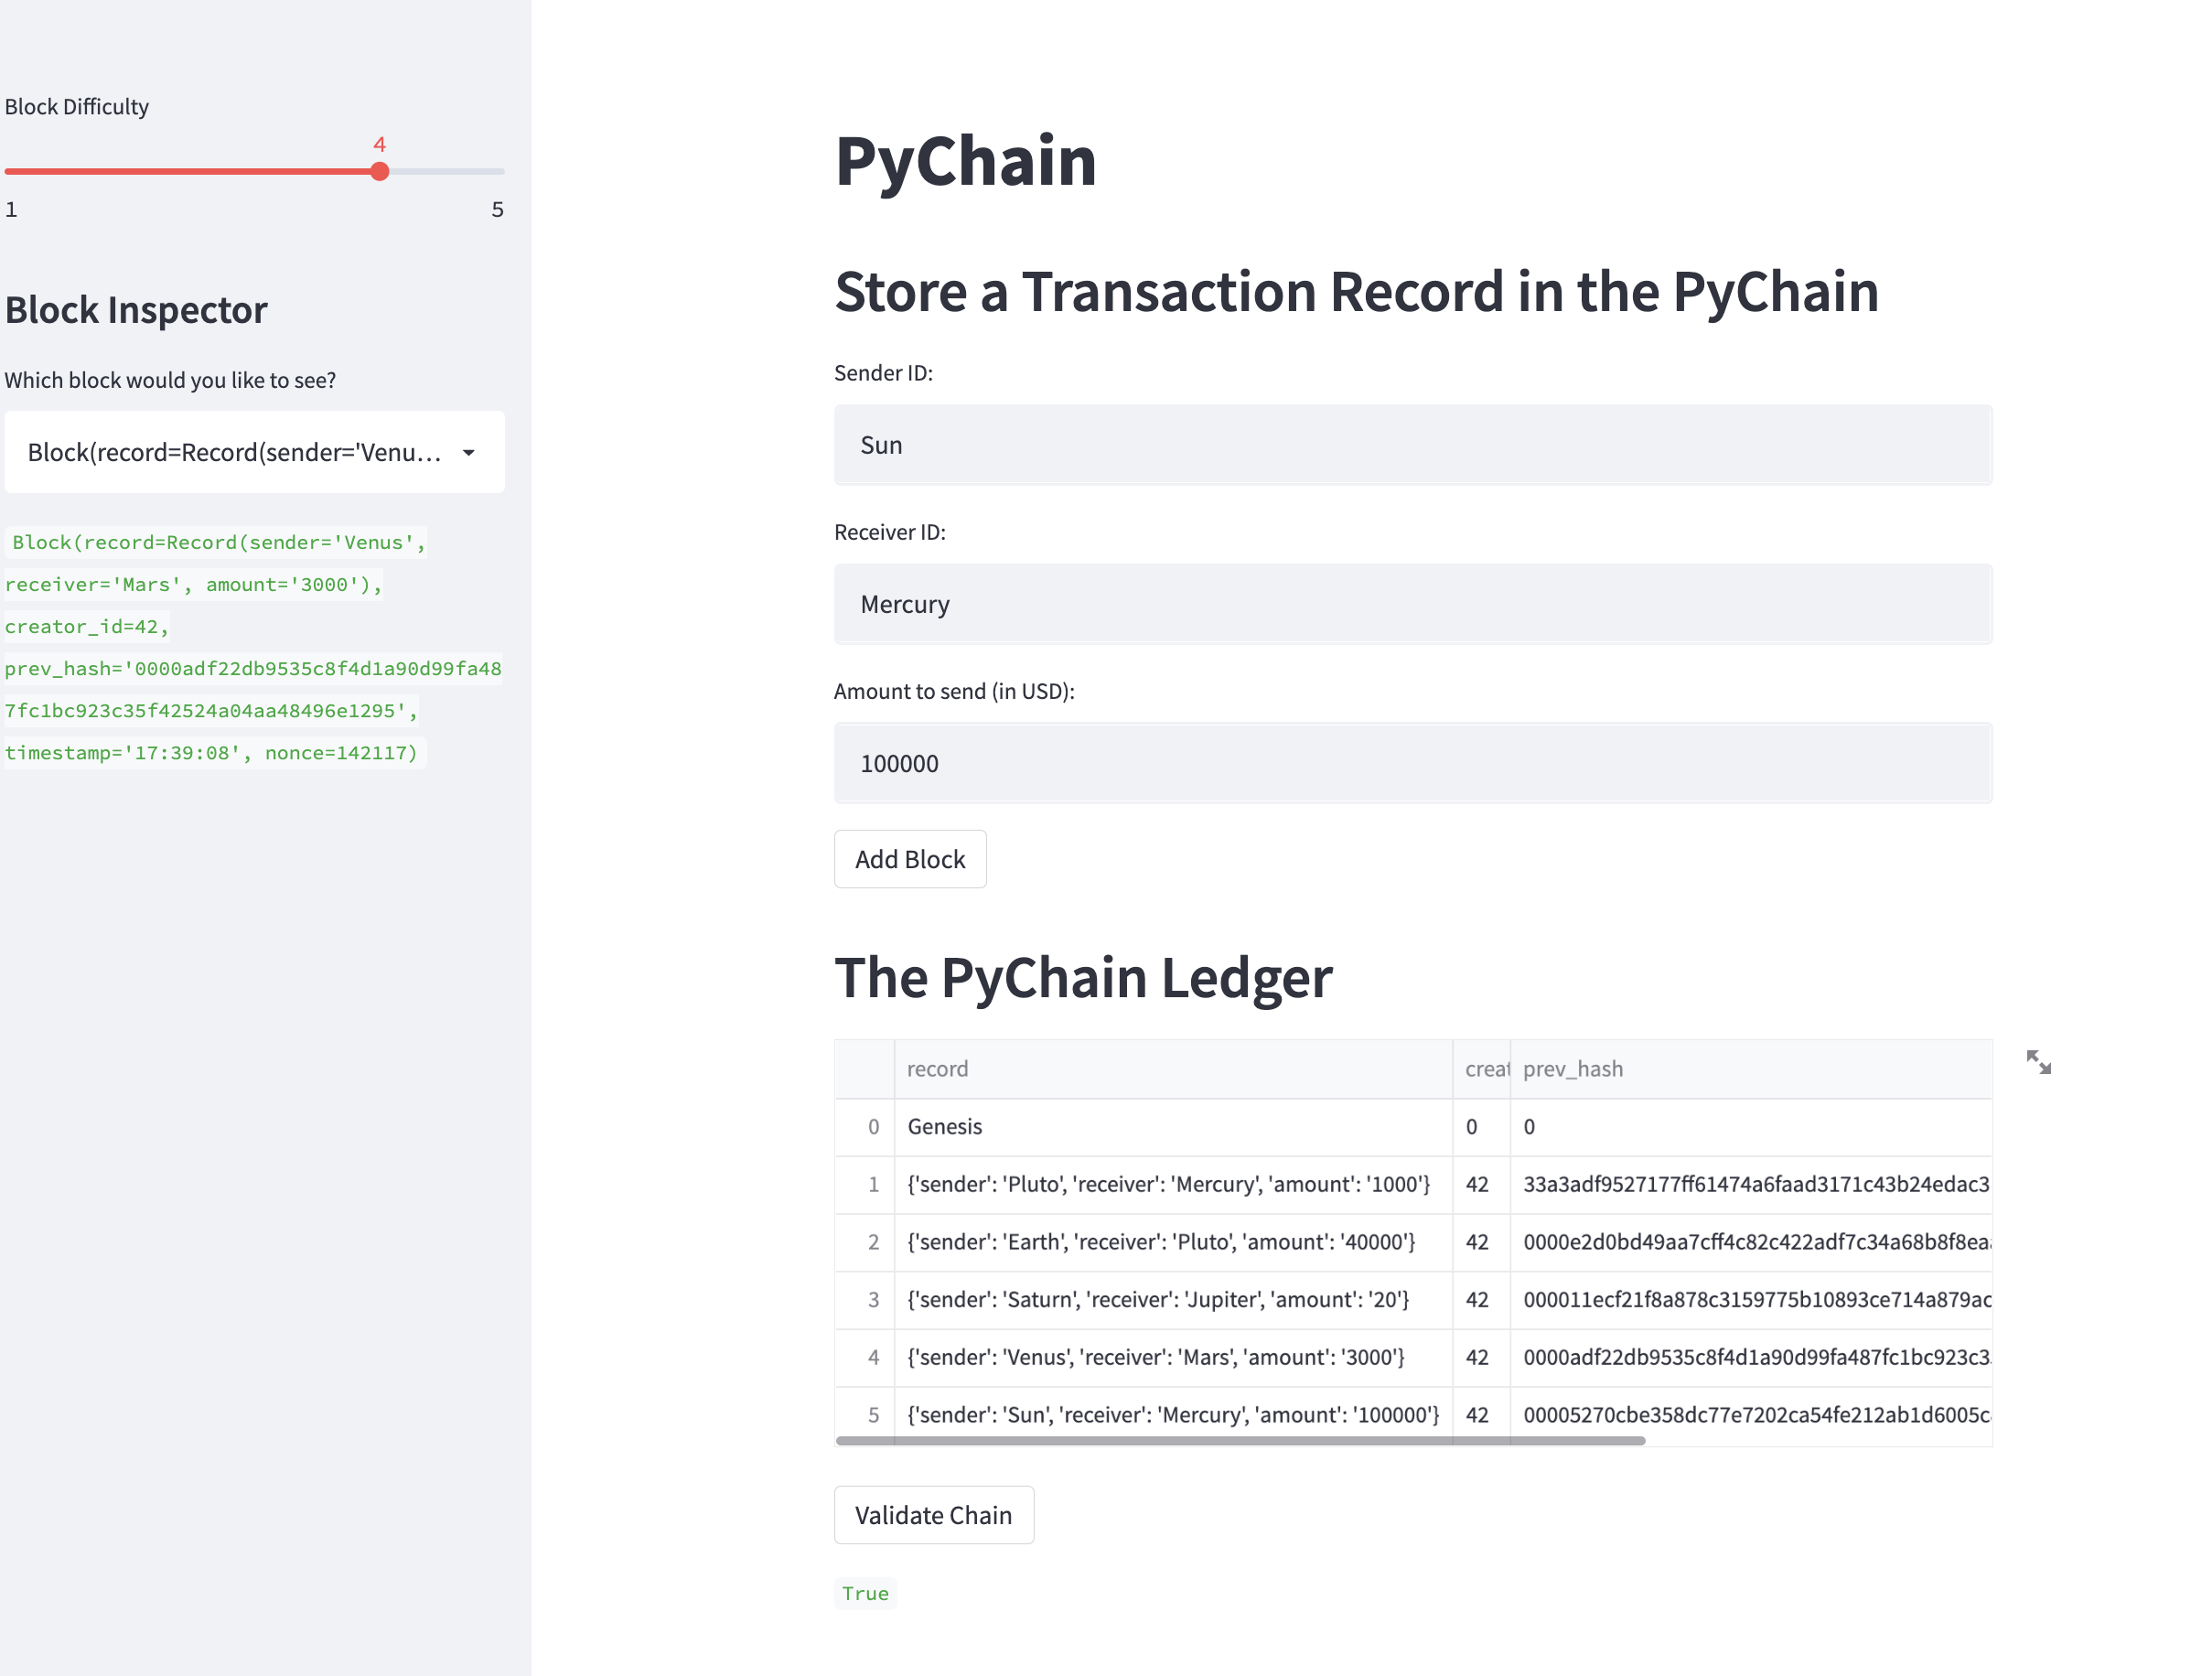 Block Difficulty
4
1 5
Block Inspector
Which block would you like to see?
Block(record=Record(sender='Venu...
Block(record=Record(sender='Venus',
receiver='Mars', amount='3000'),
creator_id=42,
prev_hash='0000adf22db9535c8f4d1a90d99fa48
7fc1bc923c35f42524a04aa48496e1295',
timestamp='17:39:08', nonce=142117)
PyChain
Store a Transaction Record in the PyChain
Sender ID:
Sun
Receiver ID:
Mercury
Amount to send (in USD):
100000
Add Block
The PyChain Ledger
record creat prev_hash
0 Genesis 0 0
1 {'sender': 'Pluto', 'receiver': 'Mercury', 'amount': '1000'} 42 33a3adf9527177ff61474a6faad3171c43b24edac3
2 {'sender': 'Earth', 'receiver': 'Pluto', 'amount': '40000'} 42 0000e2d0bd49aa7cff4c82c422adf7c34a68b8f8ea
3 {'sender': 'Saturn', 'receiver': 'Jupiter', 'amount': '20'} 42 000011ecf21f8a878c3159775b10893ce714a879ac
4 {'sender': 'Venus', 'receiver': 'Mars', 'amount': '3000'} 42 0000adf22db9535c8f4d1a90d99fa487fc1bc923c3
5 {'sender': 'Sun', 'receiver': 'Mercury', 'amount': '100000'} 42 00005270cbe358dc77e7202ca54fe212ab1d6005c
Validate Chain
True